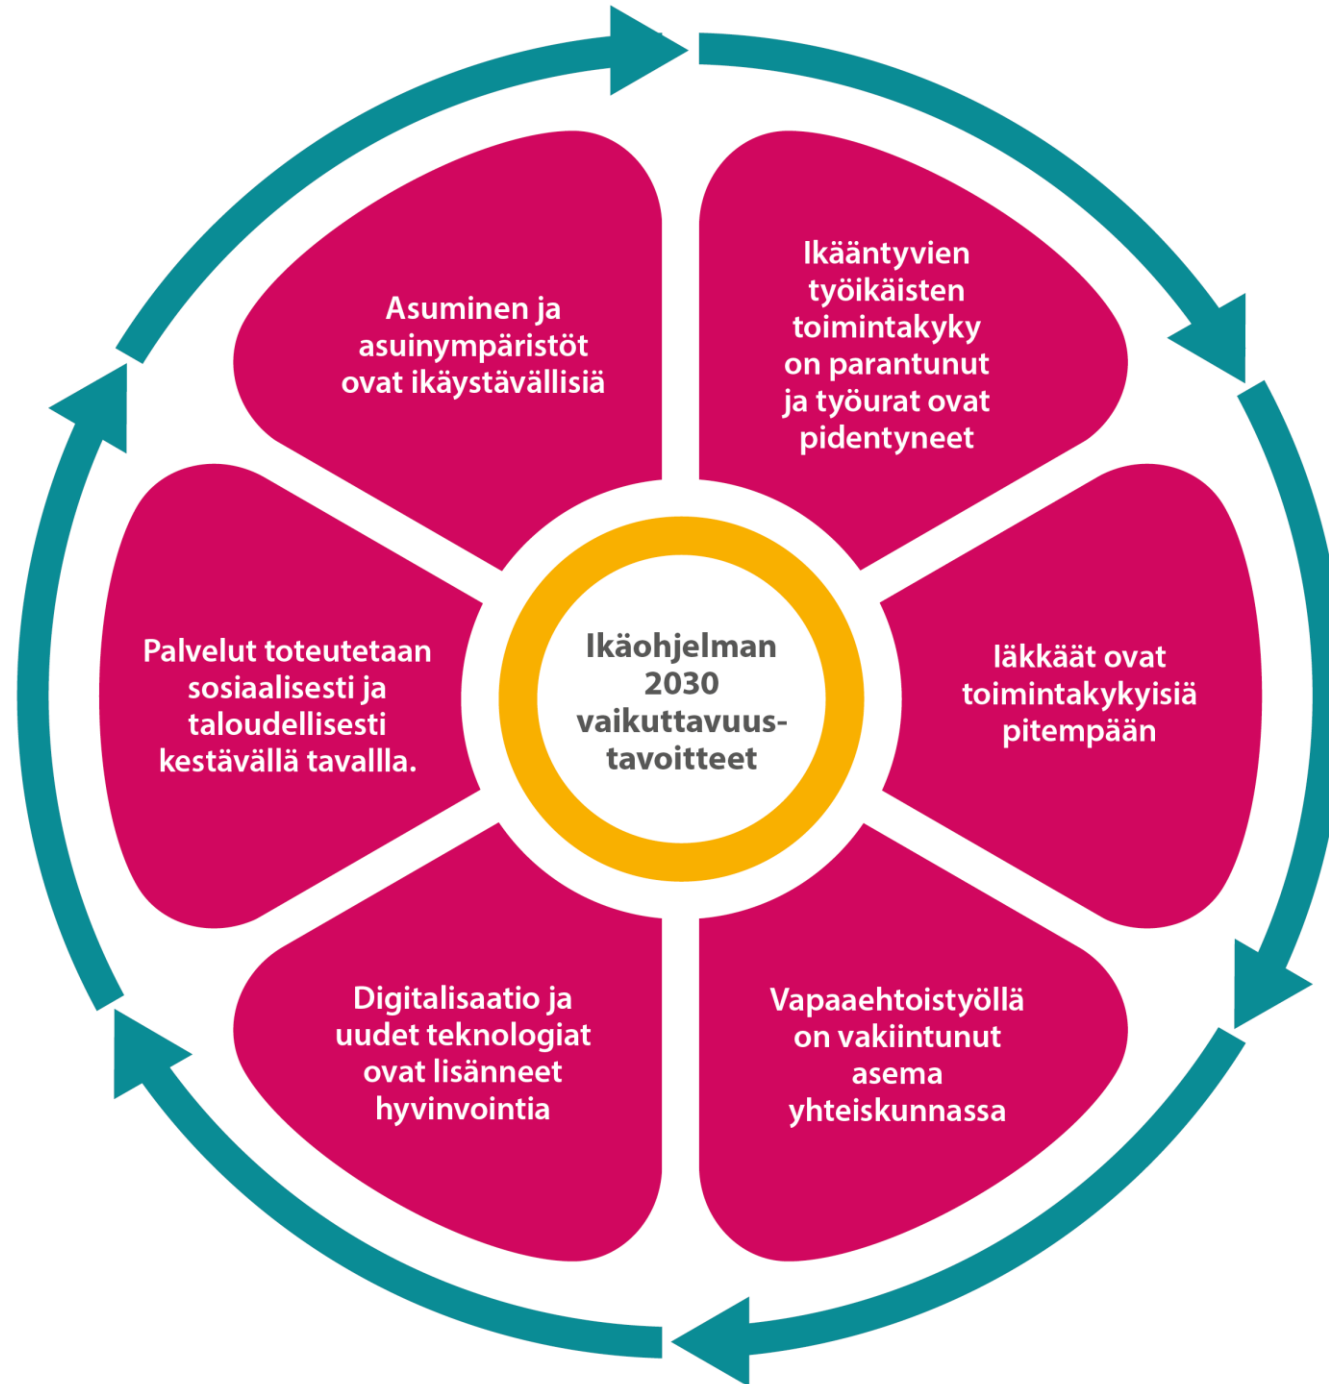 Ikääntyvien
työikäisten
toimintakyky
on parantunut
ja työurat ovat
pidentyneet
Iäkkäät ovat
toimintakykyisiä
pitempään
Vapaaehtoistyöllä
on vakiintunut
asema
yhteiskunnassa
Digitalisaatio ja
uudet teknologiat
ovat lisänneet
hyvinvointia
Palvelut toteutetaan
sosiaalisesti ja
taloudellisesti
kestävällä tavallla.
Asuminen ja
asuinympäristöt
ovat ikäystävällisiä
Ikäohjelman
2030
vaikuttavuus-
tavoitteet